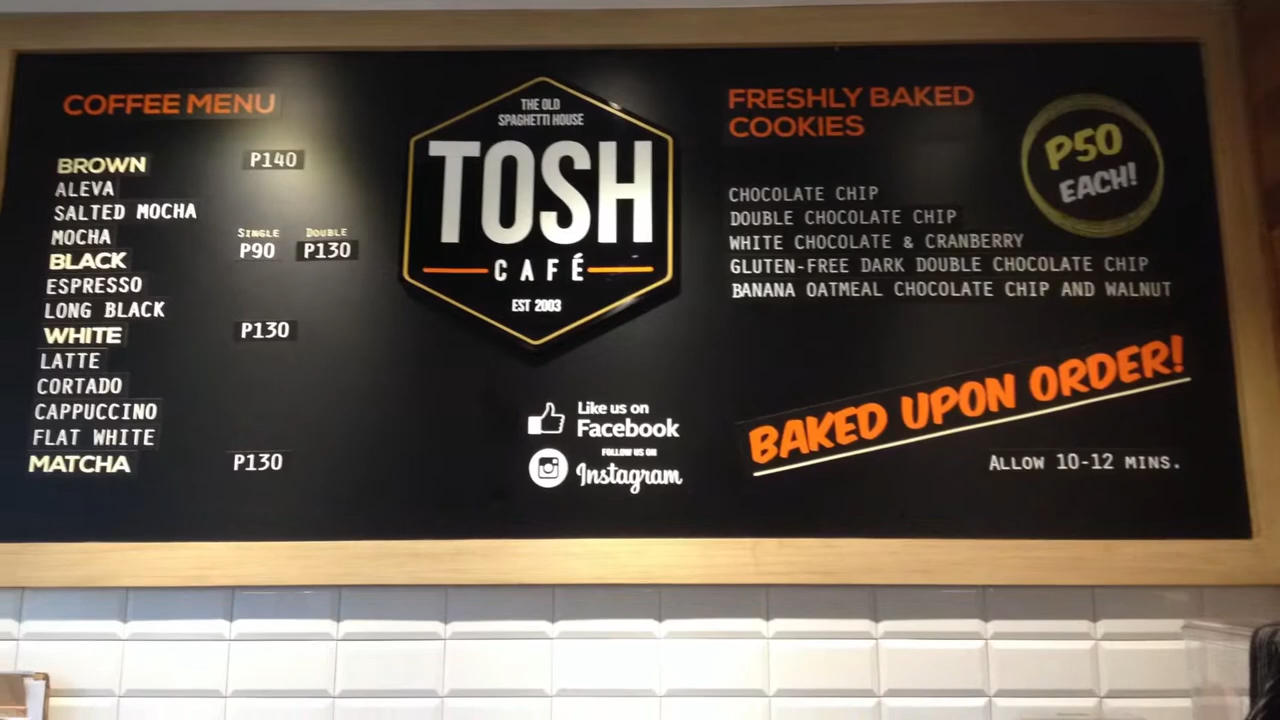 COFFEE MENU
BROWN P140
ALEVA
SALTED MOCHA
MOCHA
SINGLE DOUBLE
BLACK P90 P130
ESPRESSO
LONG BLACK
WHITE P130
LATTE
CORTADO
CAPPUCCINO
FLAT WHITE
MATCHA P130
THE OLD
SPAGHETTI HOUSE
TOSH
CAFÉ
EST 2003
Like us on
Facebook
FOLLOW US ON
Instagram
FRESHLY BAKED
COOKIES
P50
EACH!
CHOCOLATE CHIP
DOUBLE CHOCOLATE CHIP
WHITE CHOCOLATE & CRANBERRY
GLUTEN-FREE DARK DOUBLE CHOCOLATE CHIP
BANANA OATMEAL CHOCOLATE CHIP AND WALNUT
BAKED UPON ORDER!
ALLOW 10-12 MINS.